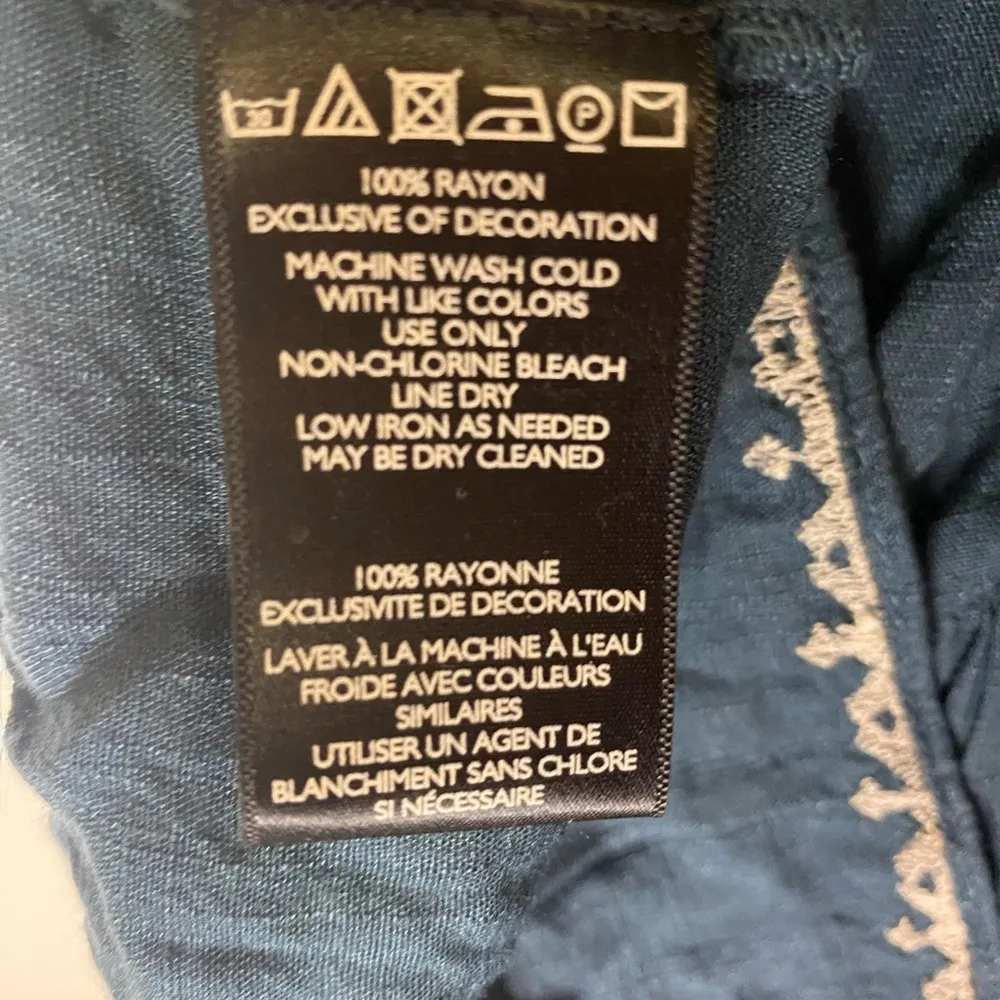 30 P
100% RAYON
EXCLUSIVE OF DECORATION
MACHINE WASH COLD
WITH LIKE COLORS
USE ONLY
NON-CHLORINE BLEACH
LINE DRY
LOW IRON AS NEEDED
MAY BE DRY CLEANED
100% RAYONNE
EXCLUSIVITE DE DECORATION
LAVER À LA MACHINE À L'EAU
FROIDE AVEC COULEURS
SIMILAIRES
UTILISER UN AGENT DE
BLANCHIMENT SANS CHLORE
SI NÉCESSAIRE